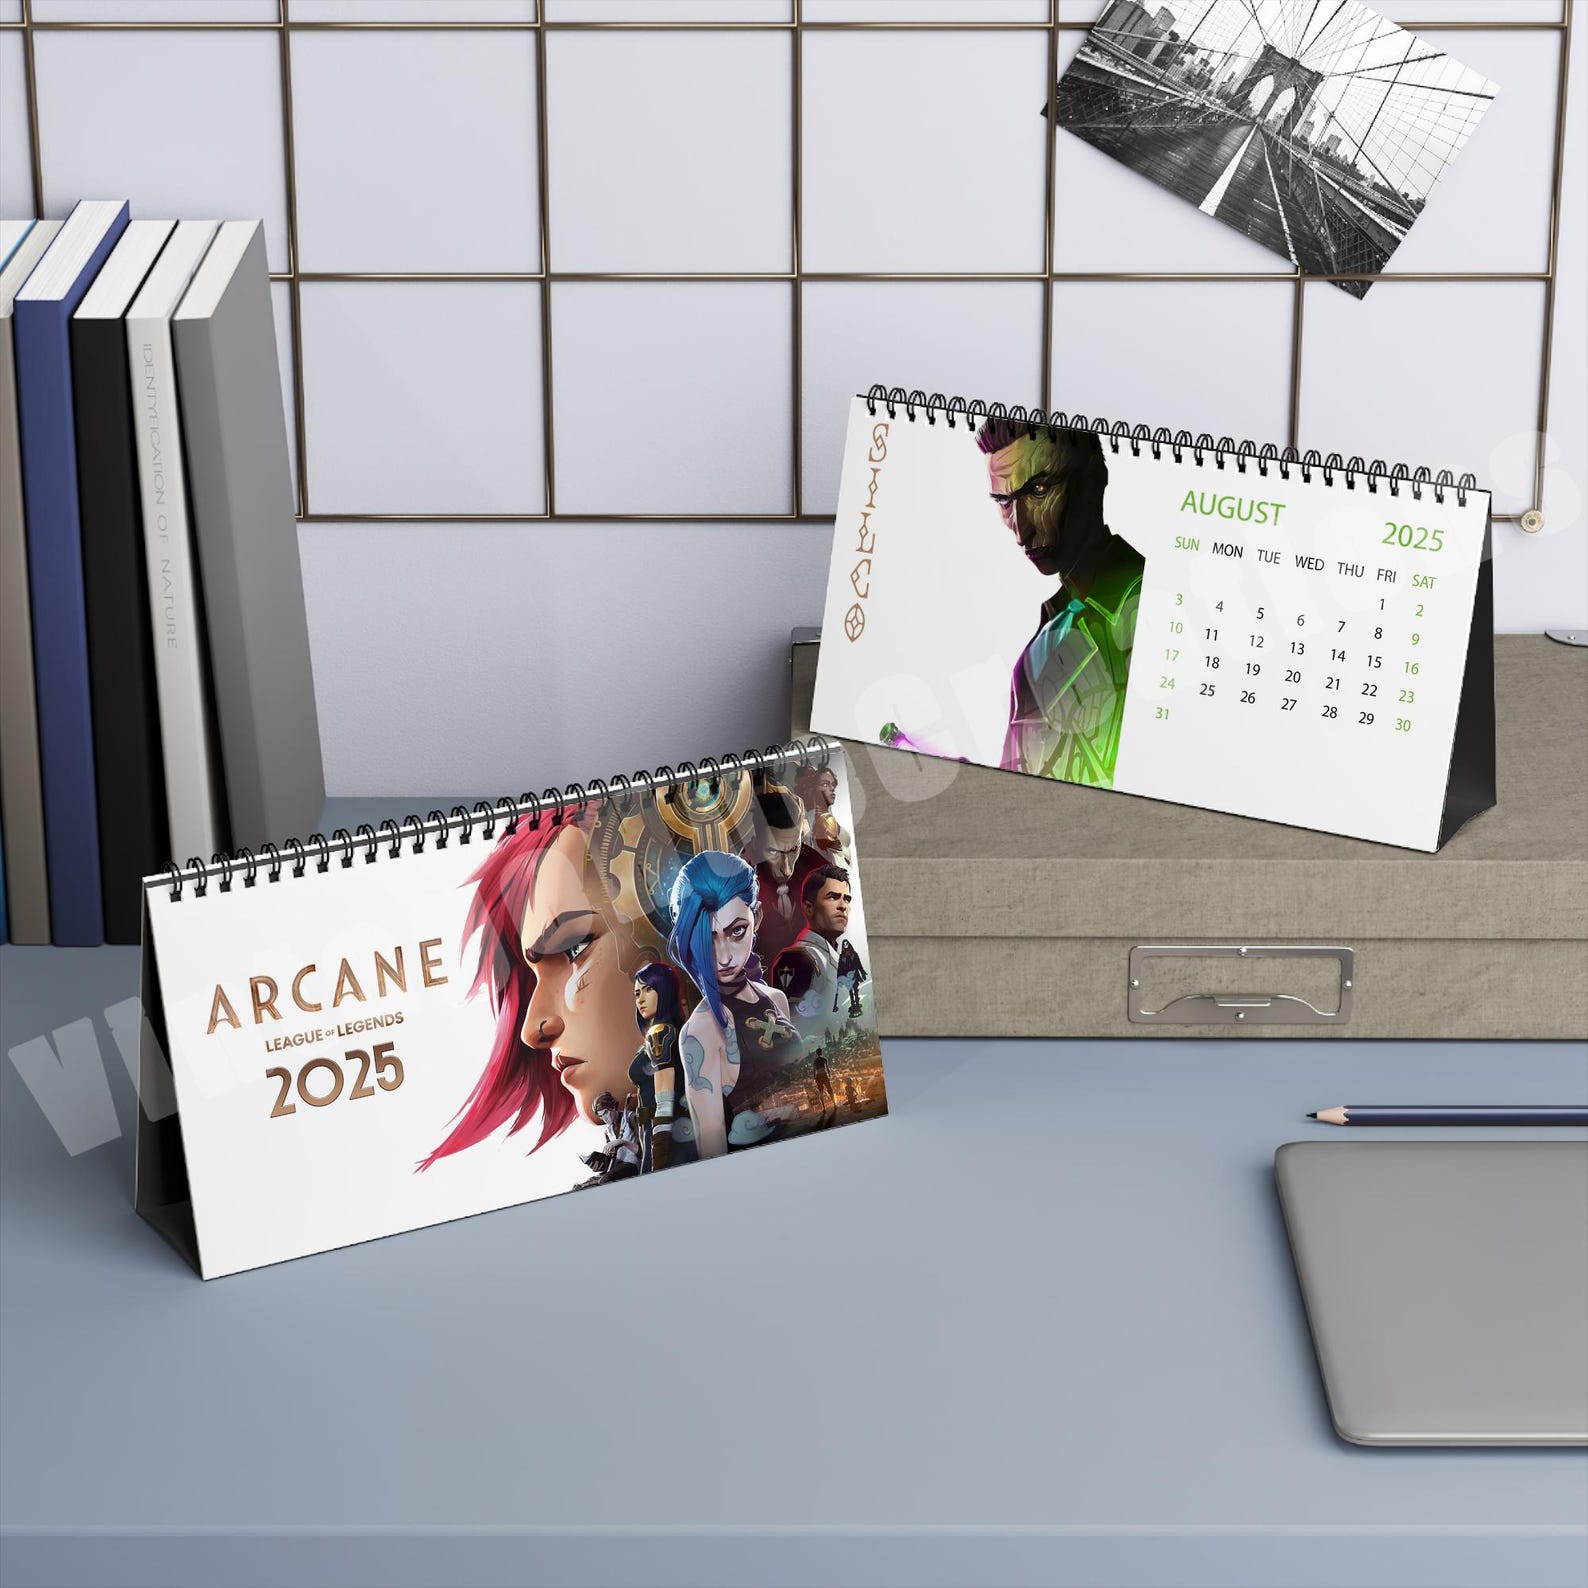 IDENTYFICATION OF NATURE
SILCO
AUGUST
2025
SUN MON TUE WED THU FRI SAT
1 2
3 4 5 6 7 8 9
10 11 12 13 14 15 16
17 18 19 20 21 22 23
24 25 26 27 28 29 30
31
ARCANE
LEAGUE OF LEGENDS
2025